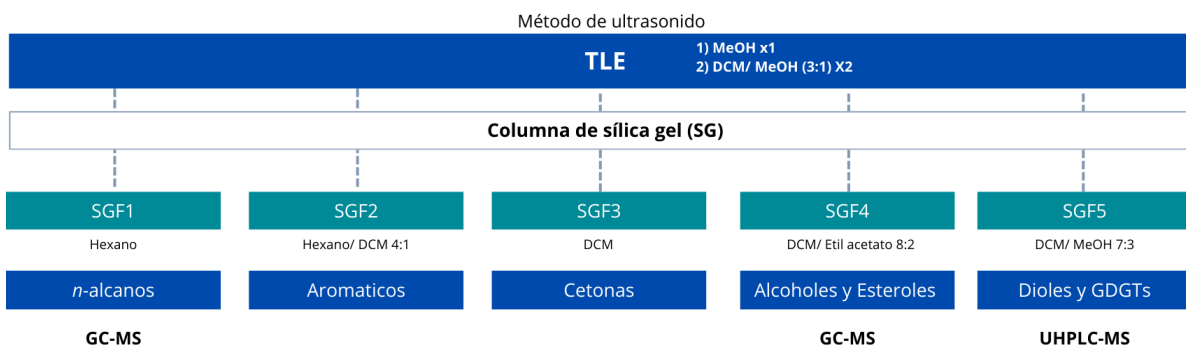 Método de ultrasonido
TLE
1) MeOH x1
2) DCM/ MeOH (3:1) X2
Columna de sílica gel (SG)
SGF1 SGF2 SGF3 SGF4 SGF5
Hexano Hexano/ DCM 4:1 DCM DCM/ Etil acetato 8:2 DCM/ MeOH 7:3
n-alcanos Aromaticos Cetonas Alcoholes y Esteroles Dioles y GDGTs
GC-MS GC-MS UHPLC-MS